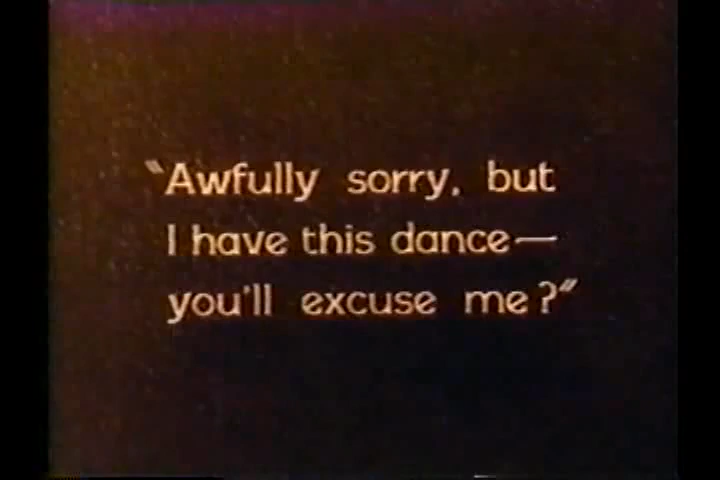 "Awfully sorry, but
I have this dance—
you'll excuse me?"